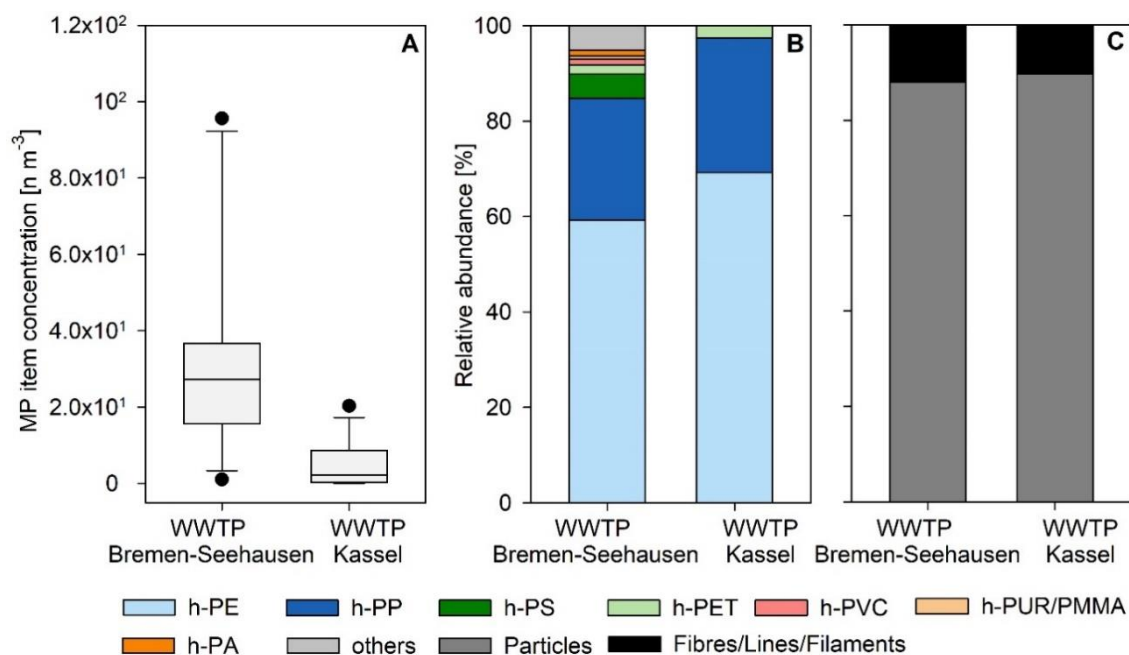 A
MP item concentration [n m⁻³]
1.2x10²
10²
8.0x10¹
6.0x10¹
4.0x10¹
2.0x10¹
0
WWTP
Bremen-Seehausen
WWTP
Kassel
B
Relative abundance [%]
100
80
60
40
20
0
WWTP
Bremen-Seehausen
WWTP
Kassel
C
WWTP
Bremen-Seehausen
WWTP
Kassel
h-PE h-PP h-PS h-PET h-PVC h-PUR/PMMA
h-PA others Particles Fibres/Lines/Filaments